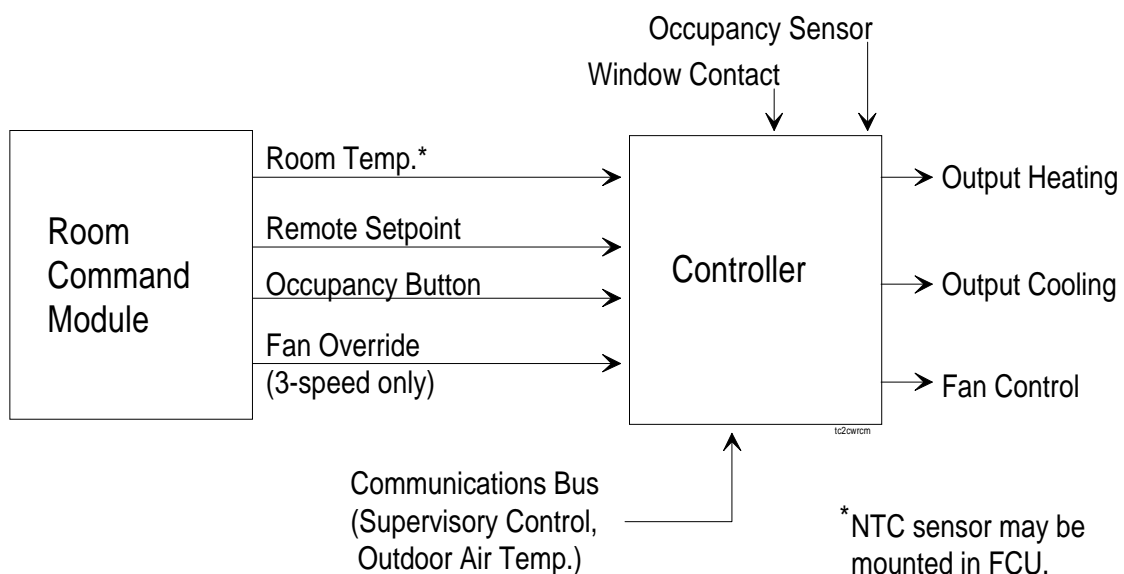 Occupancy Sensor
Window Contact
Room
Command
Module
Room Temp.*
Remote Setpoint
Occupancy Button
Fan Override
(3-speed only)
Controller
Output Heating
Output Cooling
Fan Control
tc2cwrcm
Communications Bus
(Supervisory Control,
Outdoor Air Temp.)
*NTC sensor may be
mounted in FCU.